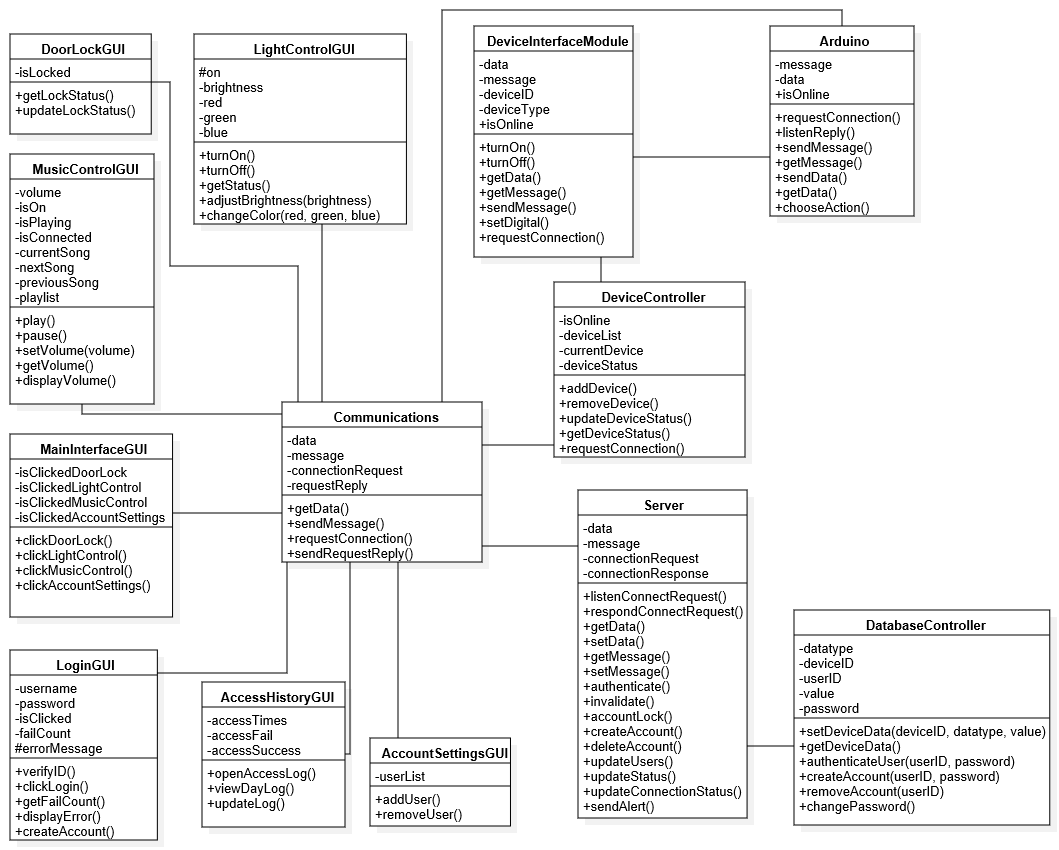 DoorLockGUI
-isLocked
+getLockStatus()
+updateLockStatus()
LightControlGUI
#on
-brightness
-red
-green
-blue
+turnOn()
+turnOff()
+getStatus()
+adjustBrightness(brightness)
+changeColor(red, green, blue)
DeviceInterfaceModule
-data
-message
-deviceID
-deviceType
+isOnline
+turnOn()
+turnOff()
+getData()
+getMessage()
+sendMessage()
+setDigital()
+requestConnection()
Arduino
-message
-data
+isOnline
+requestConnection()
+listenReply()
+sendMessage()
+getMessage()
+sendData()
+getData()
+chooseAction()
MusicControlGUI
-volume
-isOn
-isPlaying
-isConnected
-currentSong
-nextSong
-previousSong
-playlist
+play()
+pause()
+setVolume(volume)
+getVolume()
+displayVolume()
DeviceController
-isOnline
-deviceList
-currentDevice
-deviceStatus
+addDevice()
+removeDevice()
+updateDeviceStatus()
+getDeviceStatus()
+requestConnection()
Communications
-data
-message
-connectionRequest
-requestReply
+getData()
+sendMessage()
+requestConnection()
+sendRequestReply()
MainInterfaceGUI
-isClickedDoorLock
-isClickedLightControl
-isClickedMusicControl
-isClickedAccountSettings
+clickDoorLock()
+clickLightControl()
+clickMusicControl()
+clickAccountSettings()
Server
-data
-message
-connectionRequest
-connectionResponse
+listenConnectRequest()
+respondConnectRequest()
+getData()
+setData()
+getMessage()
+setMessage()
+authenticate()
+invalidate()
+accountLock()
+createAccount()
+deleteAccount()
+updateUsers()
+updateStatus()
+updateConnectionStatus()
+sendAlert()
DatabaseController
-datatype
-deviceID
-userID
-value
-password
+setDeviceData(deviceID, datatype, value)
+getDeviceData()
+authenticateUser(userID, password)
+createAccount(userID, password)
+removeAccount(userID)
+changePassword()
LoginGUI
-username
-password
-isClicked
-failCount
#errorMessage
+verifyID()
+clickLogin()
+getFailCount()
+displayError()
+createAccount()
AccessHistoryGUI
-accessTimes
-accessFail
-accessSuccess
+openAccessLog()
+viewDayLog()
+updateLog()
AccountSettingsGUI
-userList
+addUser()
+removeUser()